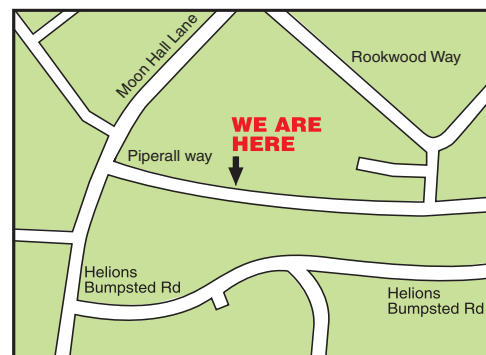 Moon Hall Lane
Rookwood Way
WE ARE
HERE
Piperall way
Helions
Bumpsted Rd
Helions
Bumpsted Rd